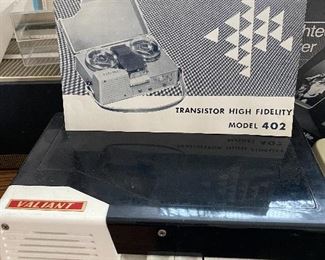 TRANSISTOR HIGH FIDELITY
MODEL 402
VALIANT